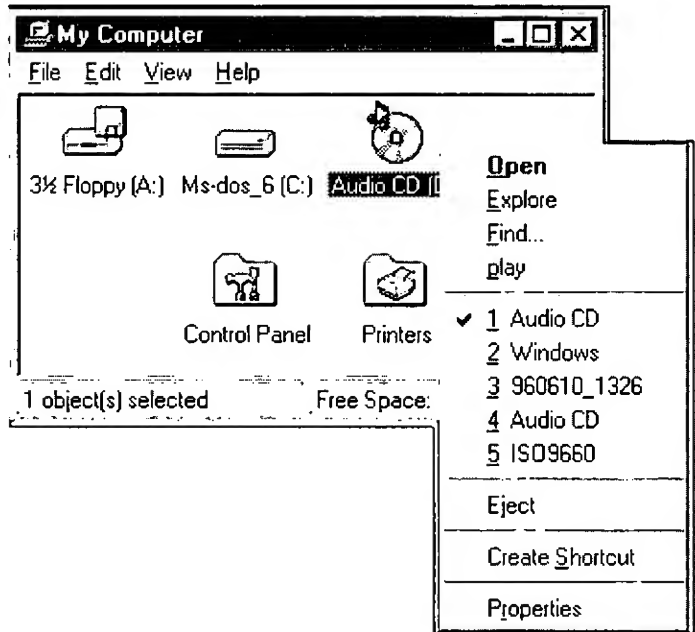 My Computer
File Edit View Help
3½ Floppy (A:) Ms-dos_6 (C:) Audio CD (
Control Panel Printers
1 object(s) selected Free Space:
Open
Explore
Find...
play
✔ 1 Audio CD
2 Windows
3 960610_1326
4 Audio CD
5 ISO9660
Eject
Create Shortcut
Properties